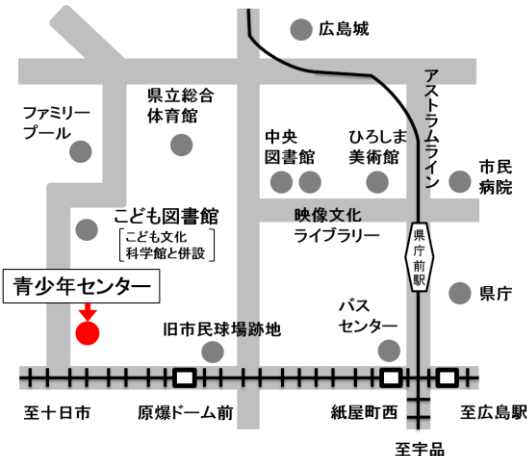 広島城
アストラムライン
県立総合
体育館
ファミリー
プール
中央
図書館
ひろしま
美術館
市民
病院
こども図書館
こども文化
科学館と併設
映像文化
ライブラリー
県庁前駅
青少年センター
県庁
バス
センター
旧市民球場跡地
至十日市
原爆ドーム前
紙屋町西
至広島駅
至宇品